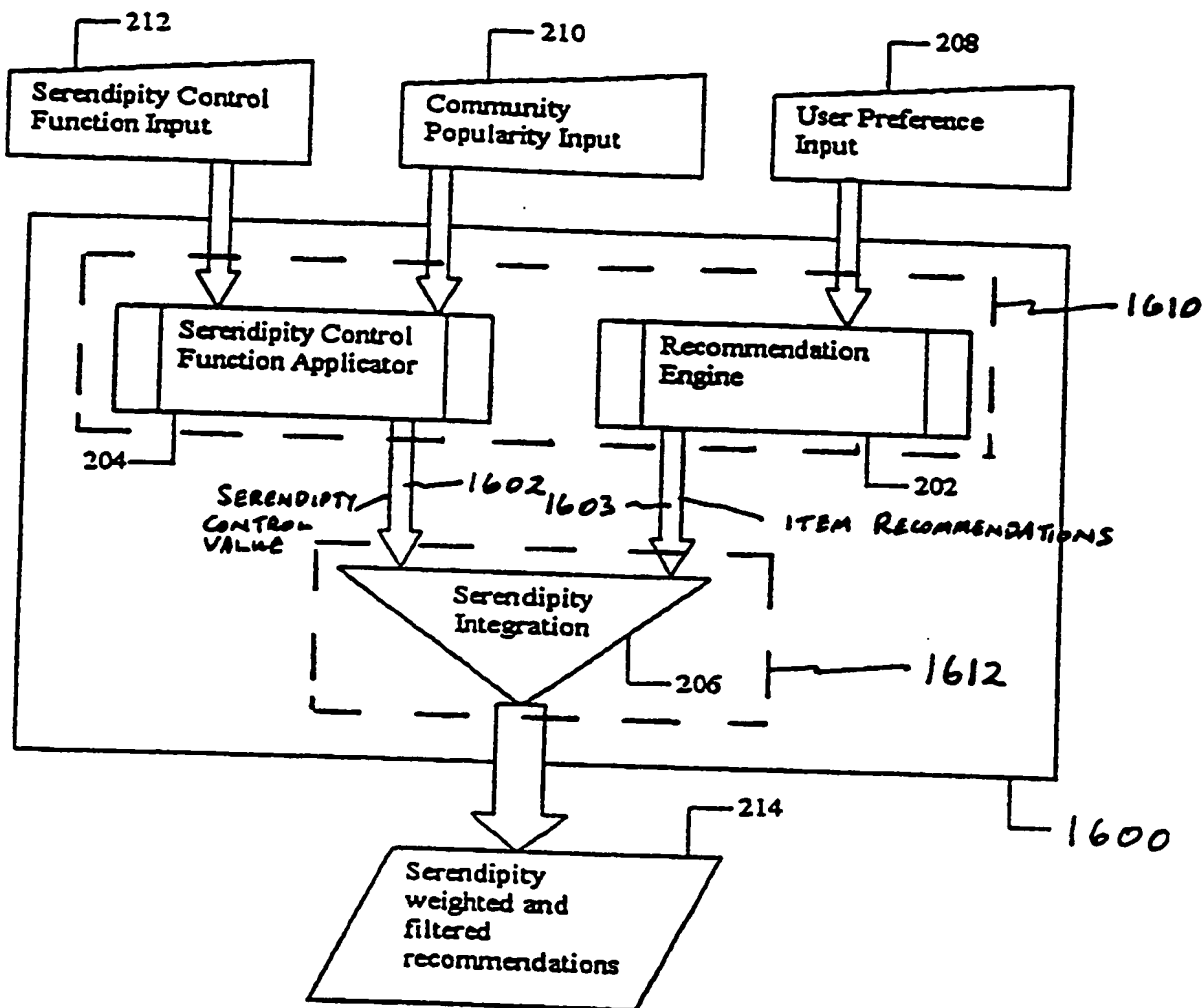 212
210
208
Serendipity Control
Function Input
Community
Popularity Input
User Preference
Input
1610
Serendipity Control
Function Applicator
Recommendation
Engine
204
1602
202
SERENDIPTY
CONTROL
VALUE
1603
ITEM RECOMMENDATIONS
Serendipity
Integration
206
1612
214
1600
Serendipity
weighted and
filtered
recommendations